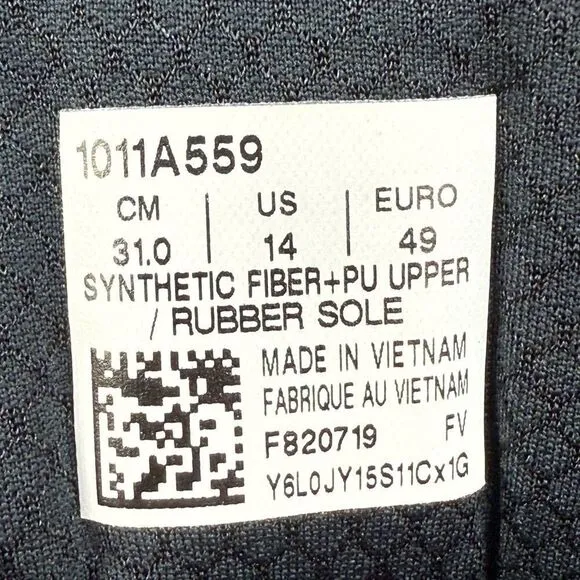 1011A559
CM | US | EURO
31.0 | 14 | 49
SYNTHETIC FIBER+PU UPPER
/ RUBBER SOLE
MADE IN VIETNAM
FABRIQUE AU VIETNAM
F820719 FV
Y6L0JY15S11Cx1G